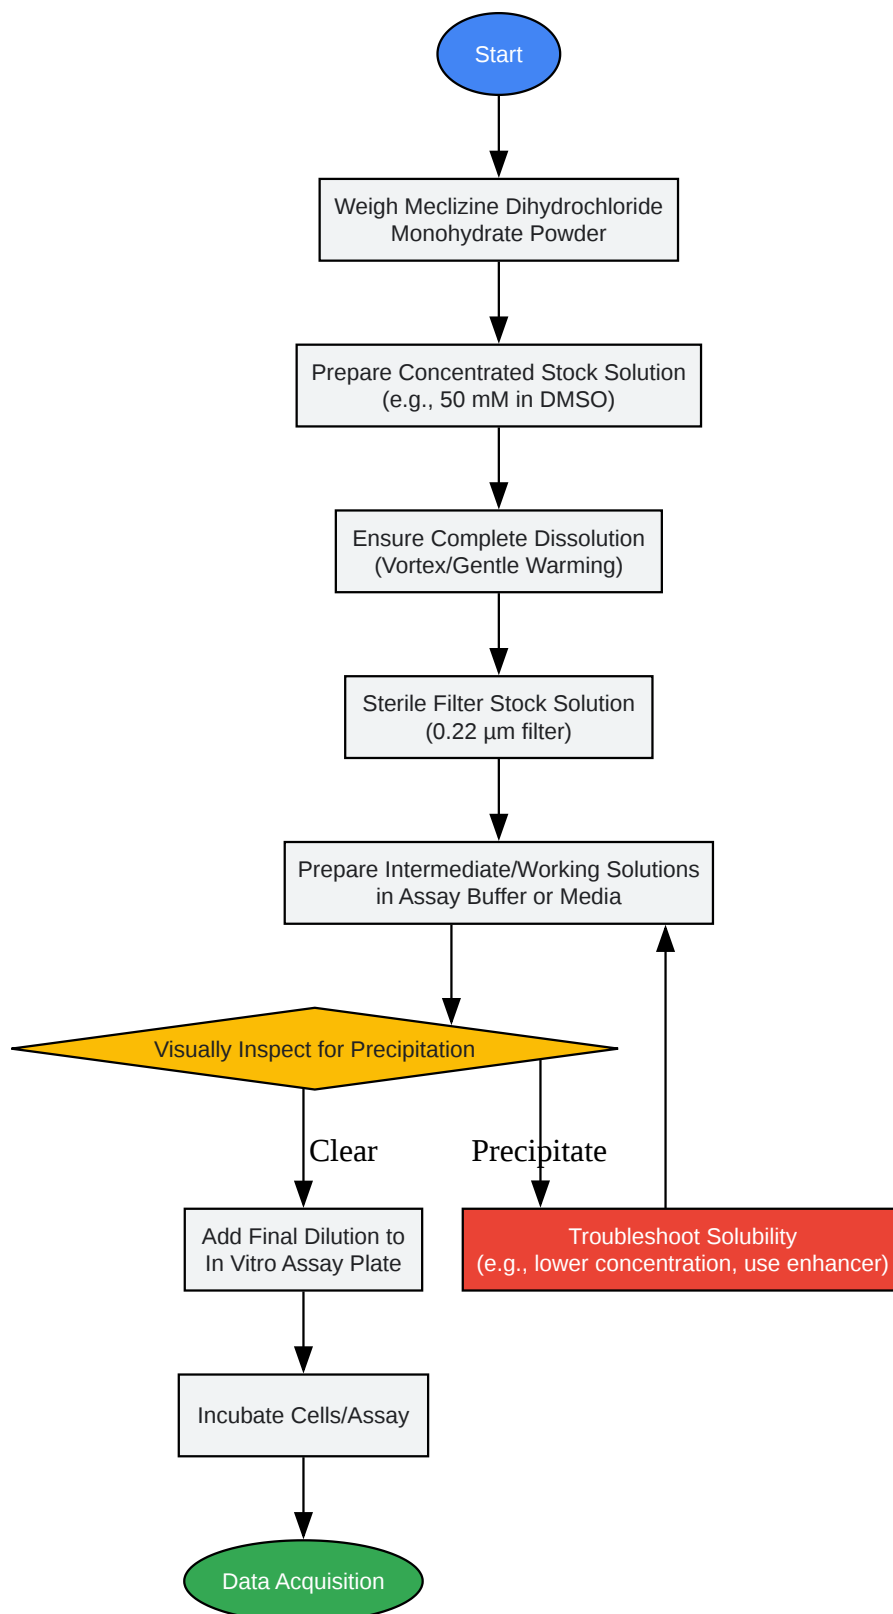 Start
Weigh Meclizine Dihydrochloride
Monohydrate Powder
Prepare Concentrated Stock Solution
(e.g., 50 mM in DMSO)
Ensure Complete Dissolution
(Vortex/Gentle Warming)
Sterile Filter Stock Solution
(0.22 µm filter)
Prepare Intermediate/Working Solutions
in Assay Buffer or Media
Visually Inspect for Precipitation
Clear
Precipitate
Add Final Dilution to
In Vitro Assay Plate
Troubleshoot Solubility
(e.g., lower concentration, use enhancer)
Incubate Cells/Assay
Data Acquisition